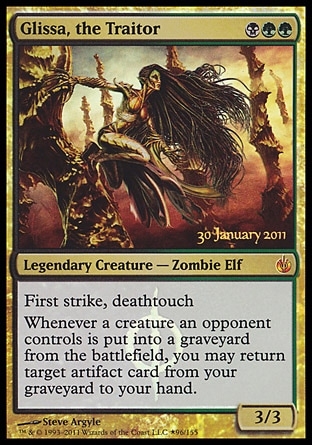 Glissa, the Traitor
30 January 2011
Legendary Creature — Zombie Elf
First strike, deathtouch
Whenever a creature an opponent
controls is put into a graveyard
from the battlefield, you may return
target artifact card from your
graveyard to your hand.
3/3
Steve Argyle
™ & © 1993–2011 Wizards of the Coast LLC ★96/155